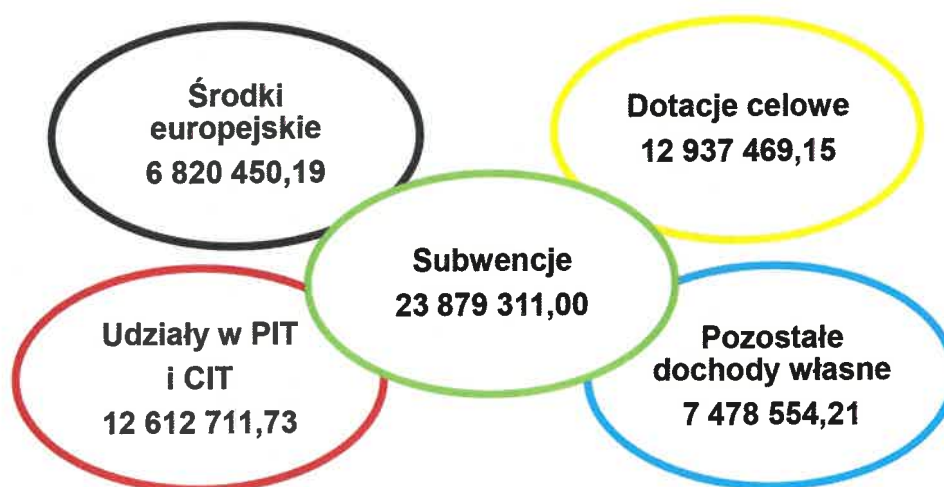 Środki
europejskie
6 820 450,19
Dotacje celowe
12 937 469,15
Subwencje
23 879 311,00
Udziały w PIT
i CIT
12 612 711,73
Pozostałe
dochody własne
7 478 554,21